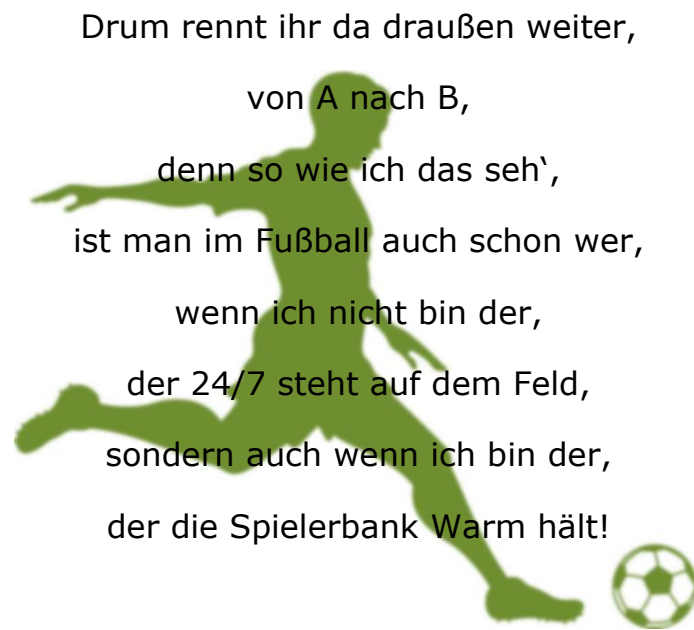 Drum rennt ihr da draußen weiter,
von A nach B,
denn so wie ich das seh‘,
ist man im Fußball auch schon wer,
wenn ich nicht bin der,
der 24/7 steht auf dem Feld,
sondern auch wenn ich bin der,
der die Spielerbank Warm hält!